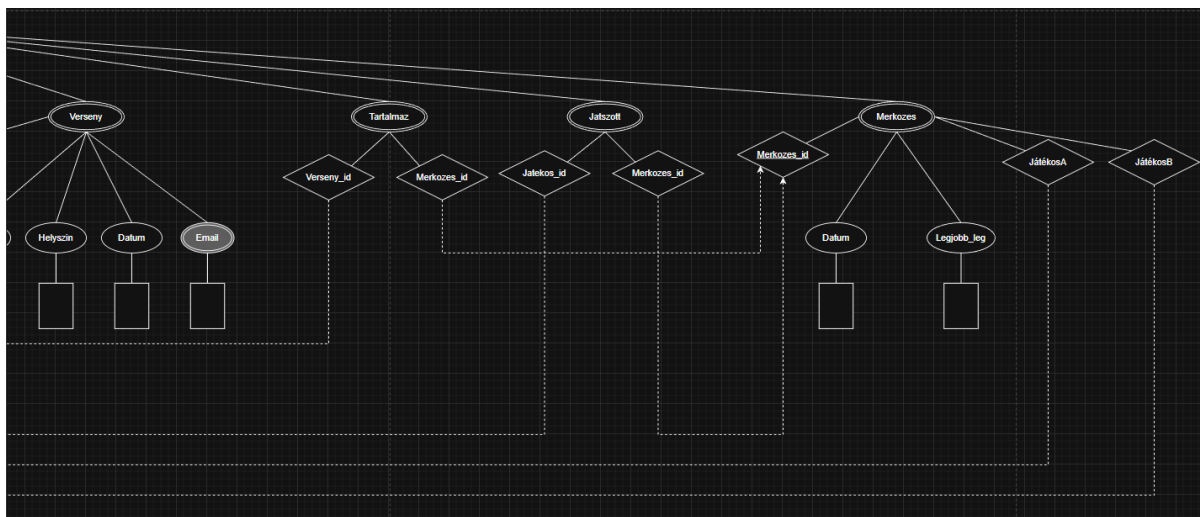 Verseny
Tartalmaz
Jatszott
Merkozes
Merkozes_id
JátékosA
JátékosB
Verseny_id
Merkozes_id
Jatekos_id
Merkozes_id
Helyszin
Datum
Email
Datum
Legjobb_leg